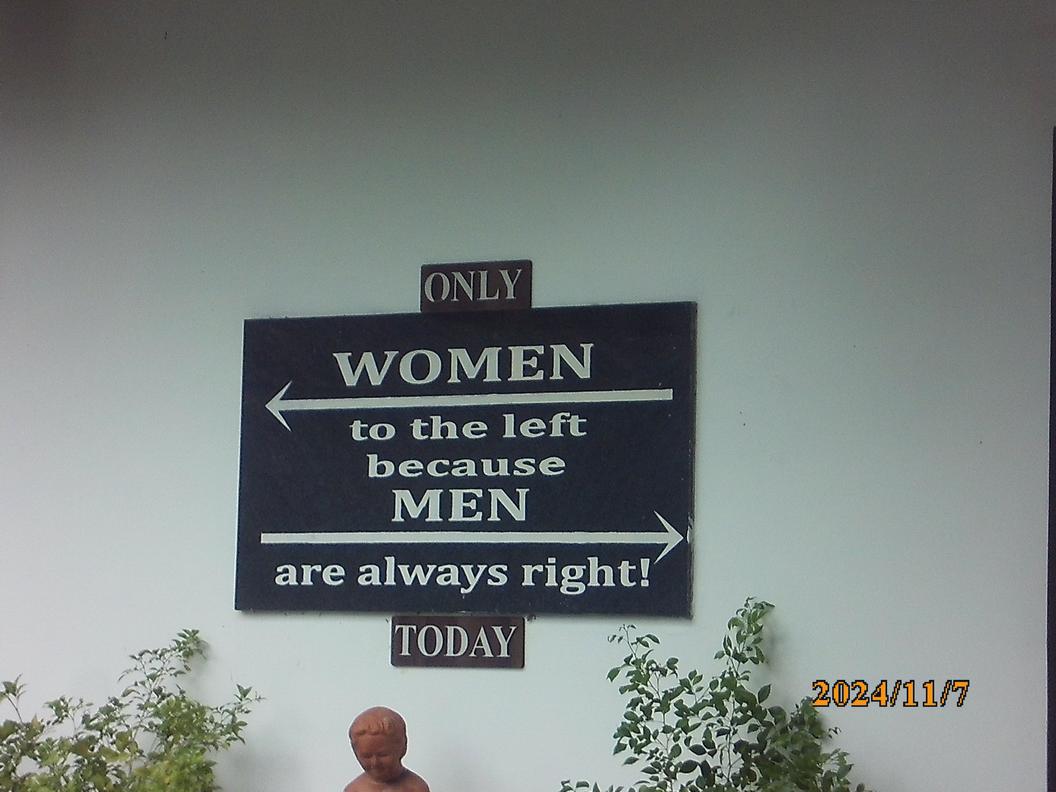 ONLY
WOMEN
to the left
because
MEN
are always right!
TODAY
2024/11/7